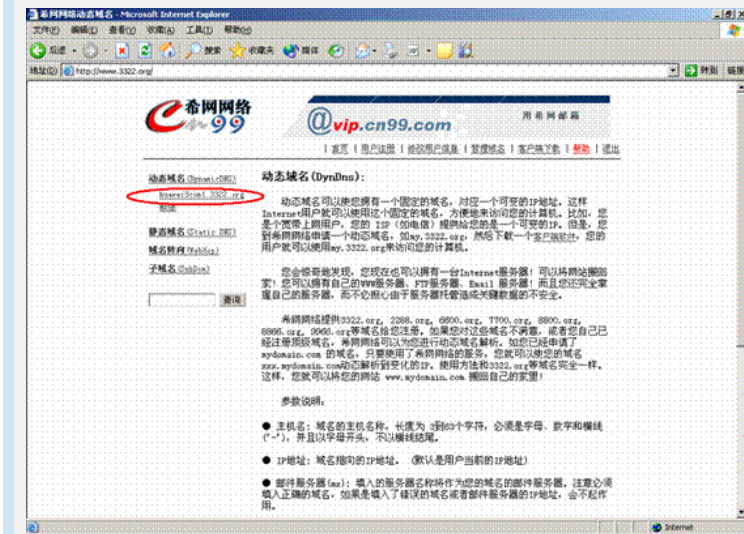 希网网络动态域名 - Microsoft Internet Explorer
文件(F) 编辑(E) 查看(V) 收藏(A) 工具(T) 帮助(H)
后退 搜索 收藏夹 媒体
地址(D) http://www.3322.org/ 转到 链接
希网网络
99
@vip.cn99.com
用希网邮箱
| 首页 | 用户注册 | 修改用户信息 | 管理域名 | 客户端下载 | 帮助 | 退出
动态域名(Dynamic DNS)
huawei3com1.3322.org
静态域名(Static DNS)
域名转向(WebHop)
子域名(SubDom)
查询
动态域名(DynDns):
动态域名可以使您拥有一个固定的域名，对应一个可变的IP地址。这样
Internet用户就可以使用这个固定的域名，方便地来访问您的计算机。比如，您
是个宽带上网用户，您的 ISP (如电信) 提供给您的是一个可变的IP。但是，您
到希网网络申请一个动态域名，如my.3322.org，然后下载一个客户端软件，您的
用户就可以使用my.3322.org来访问您的计算机。
您会惊奇地发现，您现在也可以拥有一台Internet服务器！可以将网站搬回
家！您可以拥有自己的WWW服务器、FTP服务器、Email 服务器！而且您还完全掌
握自己的服务器，而不必担心由于服务器托管造成关键数据的不安全。
希网网络提供3322.org, 2288.org, 6600.org, 7700.org, 8800.org,
8866.org, 9966.org等域名给您注册。如果您对这些域名不满意，或者您自己已
经注册顶级域名，希网网络可以为您进行动态域名解析。如您已经申请了
mydomain.com 的域名，只要使用了希网网络的服务，您就可以使您的域名
xxx.mydomain.com动态解析到变化的IP。使用方法和3322.org等域名完全一样。
这样，您就可以将您的网站 www.mydomain.com 搬回自己的家里！
参数说明:
● 主机名: 域名的主机名称，长度为 2到63个字符，必须是字母、数字和横线
("-")，并且以字母开头，不以横线结尾。
● IP地址: 域名指向的IP地址。 (默认是用户当前的IP地址)
● 邮件服务器(mx): 填入的服务器名称将作为您的域名的邮件服务器。注意必须
填入正确的域名，如果是填入了错误的域名或者邮件服务器的IP地址，会不起作
用。
Internet